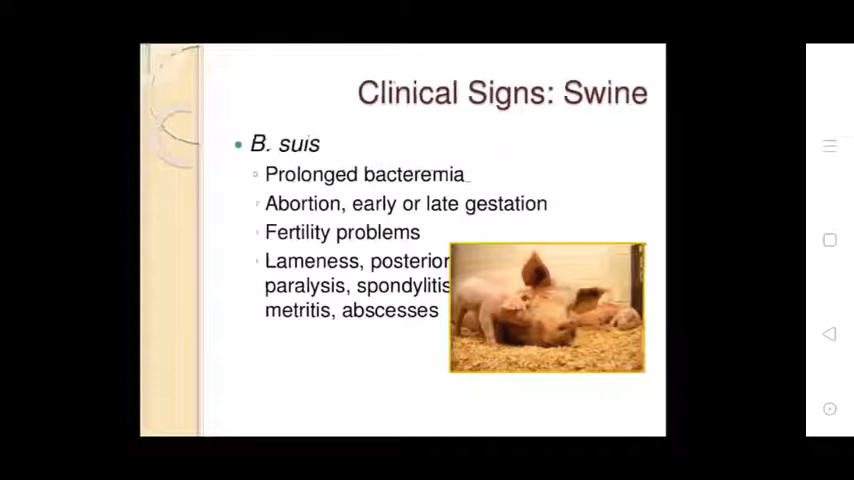 Clinical Signs: Swine
B. suis
Prolonged bacteremia
Abortion, early or late gestation
Fertility problems
Lameness, posterior
paralysis, spondylitis
metritis, abscesses